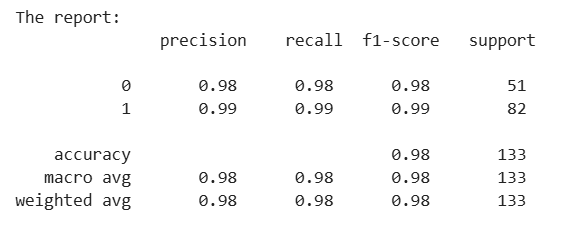 The report:
precision recall f1-score support
0 0.98 0.98 0.98 51
1 0.99 0.99 0.99 82
accuracy 0.98 133
macro avg 0.98 0.98 0.98 133
weighted avg 0.98 0.98 0.98 133